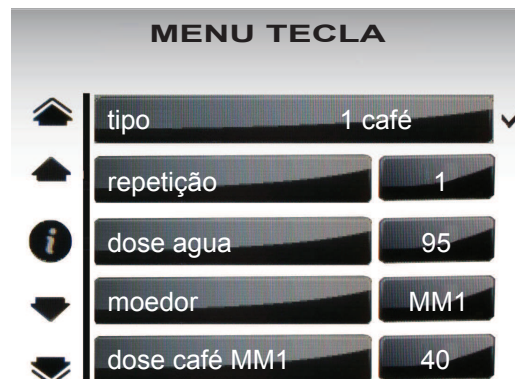 MENU TECLA
tipo 1 café
repetição 1
dose agua 95
moedor MM1
dose café MM1 40